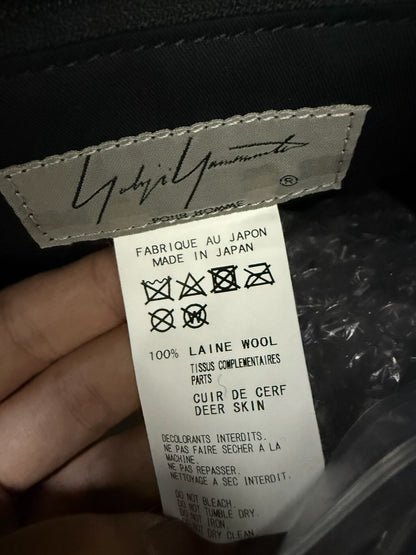 Yohji Yamamoto ®
POUR HOMME
FABRIQUE AU JAPON
MADE IN JAPAN
W
100% LAINE WOOL
TISSUS COMPLEMENTAIRES
PARTS
CUIR DE CERF
DEER SKIN
DECOLORANTS INTERDITS.
NE PAS FAIRE SECHER A LA
MACHINE.
NE PAS REPASSER.
NETTOYAGE A SEC INTERDIT.
DO NOT BLEACH.
DO NOT TUMBLE DRY.
DO NOT IRON.
DO NOT DRY CLEAN